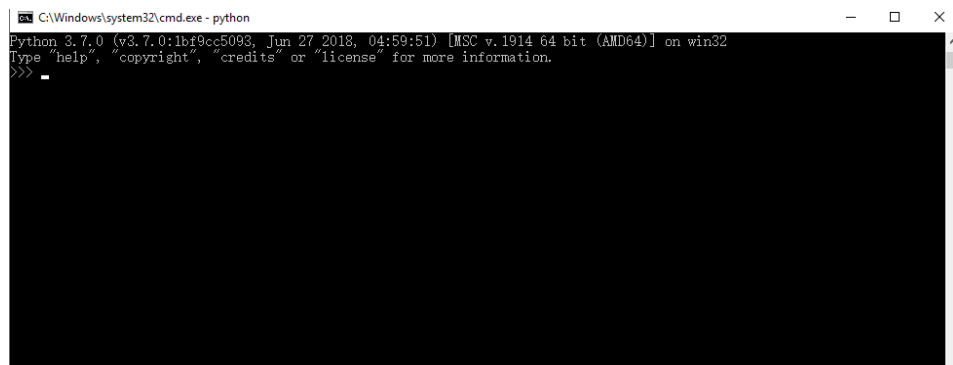 C:\Windows\system32\cmd.exe - python
Python 3.7.0 (v3.7.0:1bf9cc5093, Jun 27 2018, 04:59:51) [MSC v.1914 64 bit (AMD64)] on win32
Type "help", "copyright", "credits" or "license" for more information.
>>>